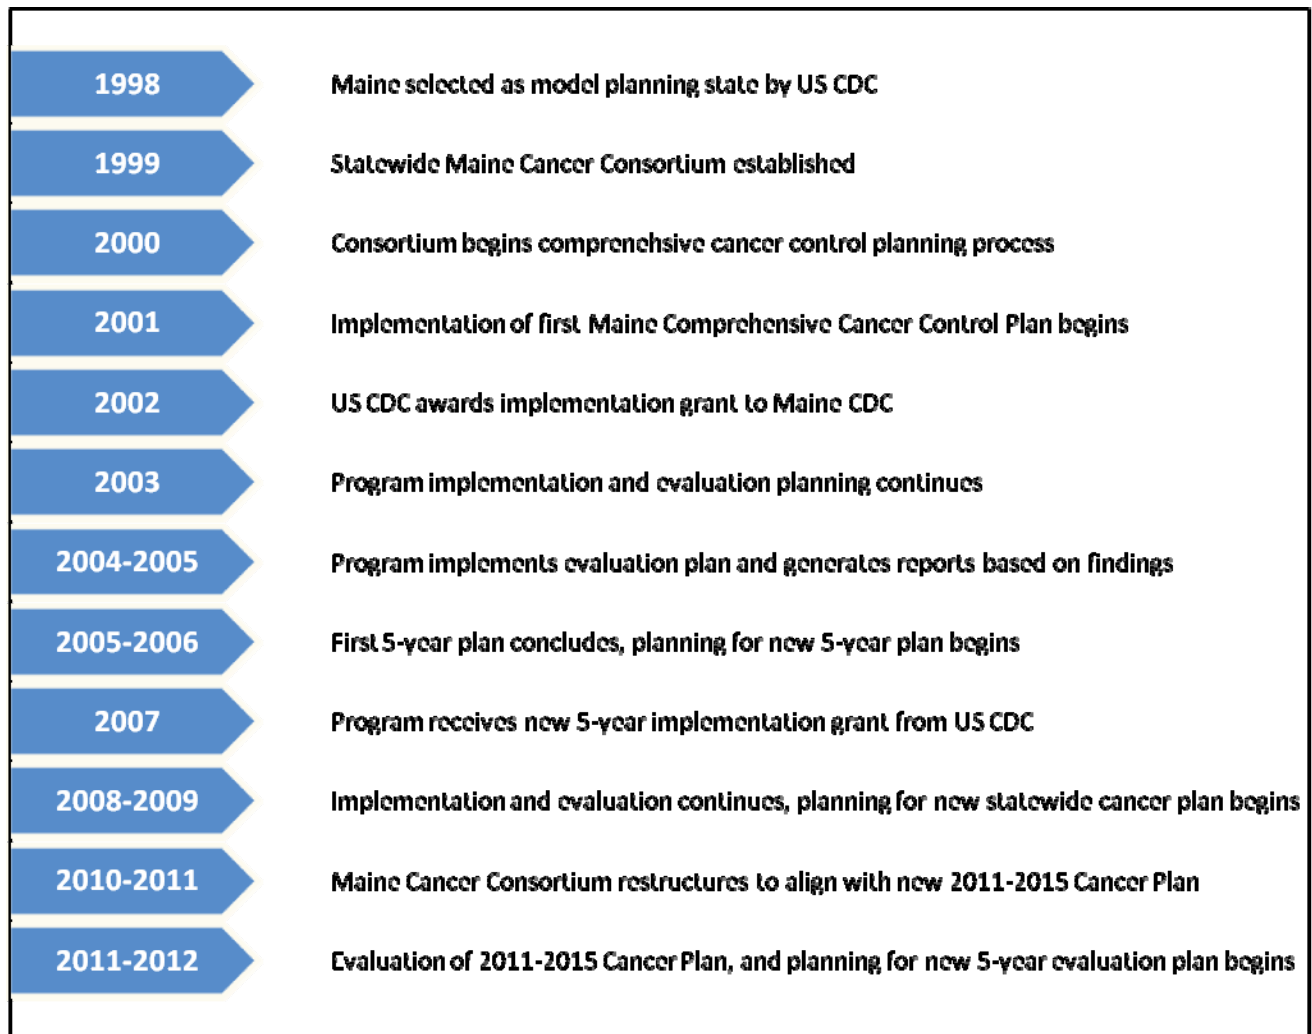 1998 Maine selected as model planning state by US CDC
1999 Statewide Maine Cancer Consortium established
2000 Consortium begins comprenehsive cancer control planning process
2001 Implementation of first Maine Comprehensive Cancer Control Plan begins
2002 US CDC awards implementation grant to Maine CDC
2003 Program implementation and evaluation planning continues
2004-2005 Program implements evaluation plan and generates reports based on findings
2005-2006 First 5-year plan concludes, planning for new 5-year plan begins
2007 Program receives new 5-year implementation grant from US CDC
2008-2009 Implementation and evaluation continues, planning for new statewide cancer plan begins
2010-2011 Maine Cancer Consortium restructures to align with new 2011-2015 Cancer Plan
2011-2012 Evaluation of 2011-2015 Cancer Plan, and planning for new 5-year evaluation plan begins